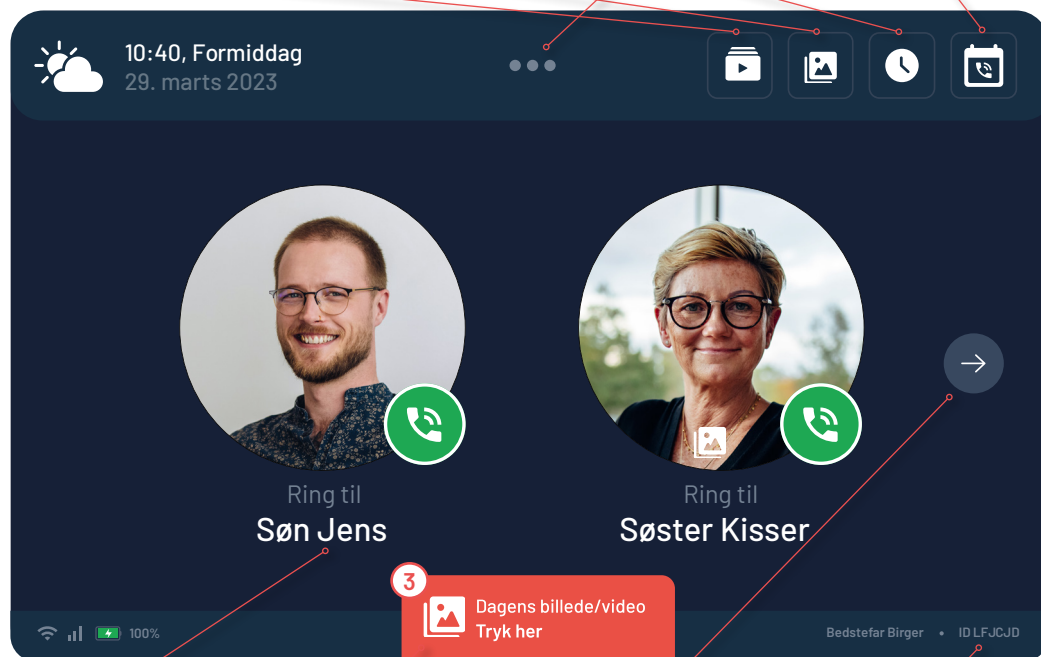 10:40, Formiddag
29. marts 2023
Ring til
Søn Jens
Ring til
Søster Kisser
3
Dagens billede/video
Tryk her
100%
Bedstefar Birger • ID LFJCJD